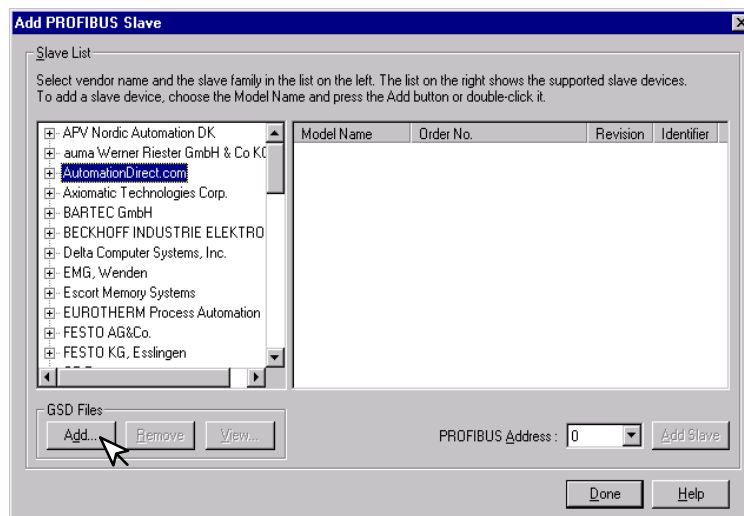 Add PROFIBUS Slave
Slave List
Select vendor name and the slave family in the list on the left. The list on the right shows the supported slave devices.
To add a slave device, choose the Model Name and press the Add button or double-click it.
APV Nordic Automation DK
auma Werner Riester GmbH & Co KG
AutomationDirect.com
Axiomatic Technologies Corp.
BARTEC GmbH
BECKHOFF INDUSTRIE ELEKTRO
Delta Computer Systems, Inc.
EMG, Wenden
Escort Memory Systems
EUROTHERM Process Automation
FESTO AG&Co.
FESTO KG, Esslingen
Model Name Order No. Revision Identifier
GSD Files
Add... Remove View...
PROFIBUS Address : 0 Add Slave
Done Help